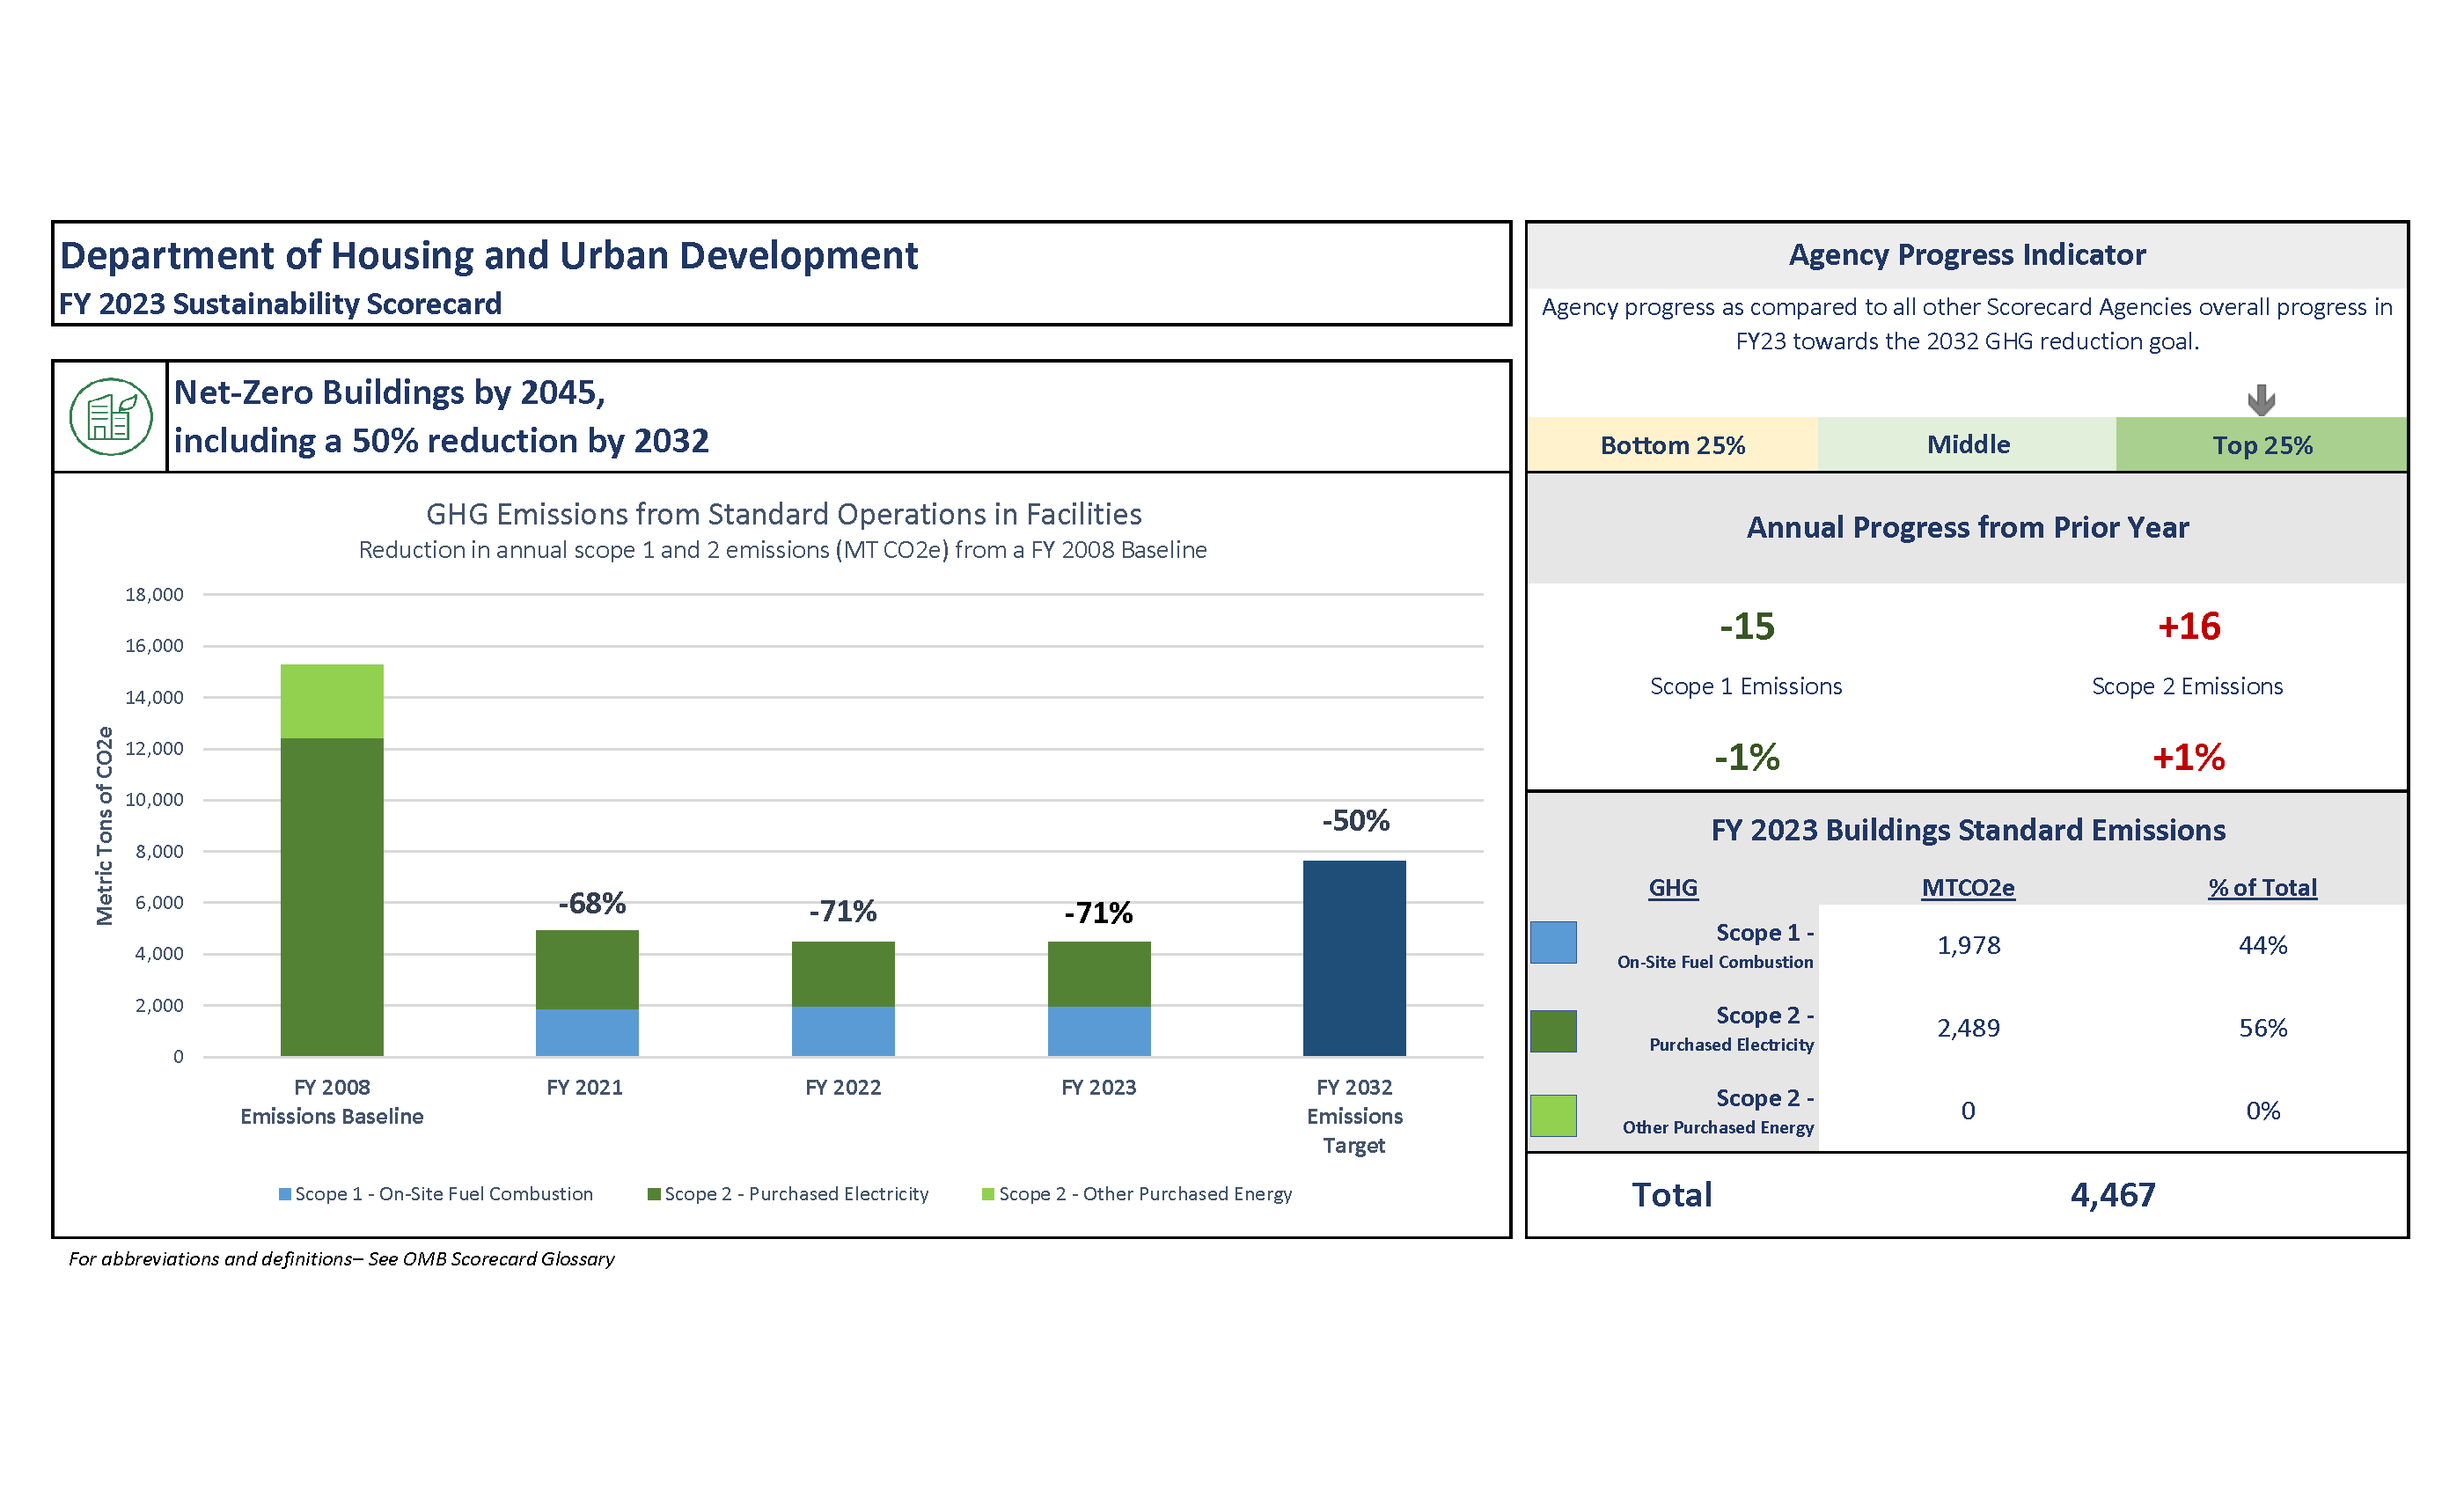 Department of Housing and Urban Development
FY 2023 Sustainability Scorecard
Net-Zero Buildings by 2045,
including a 50% reduction by 2032
GHG Emissions from Standard Operations in Facilities
Reduction in annual scope 1 and 2 emissions (MT CO2e) from a FY 2008 Baseline
Metric Tons of CO2e
18,000
16,000
14,000
12,000
10,000
8,000
6,000
4,000
2,000
0
-68%
-71%
-71%
-50%
FY 2008
Emissions Baseline
FY 2021
FY 2022
FY 2023
FY 2032
Emissions
Target
Scope 1 - On-Site Fuel Combustion
Scope 2 - Purchased Electricity
Scope 2 - Other Purchased Energy
For abbreviations and definitions– See OMB Scorecard Glossary
Agency Progress Indicator
Agency progress as compared to all other Scorecard Agencies overall progress in
FY23 towards the 2032 GHG reduction goal.
Bottom 25%
Middle
Top 25%
Annual Progress from Prior Year
-15
+16
Scope 1 Emissions
Scope 2 Emissions
-1%
+1%
FY 2023 Buildings Standard Emissions
GHG MTCO2e % of Total
Scope 1 -
On-Site Fuel Combustion
1,978
44%
Scope 2 -
Purchased Electricity
2,489
56%
Scope 2 -
Other Purchased Energy
0
0%
Total 4,467